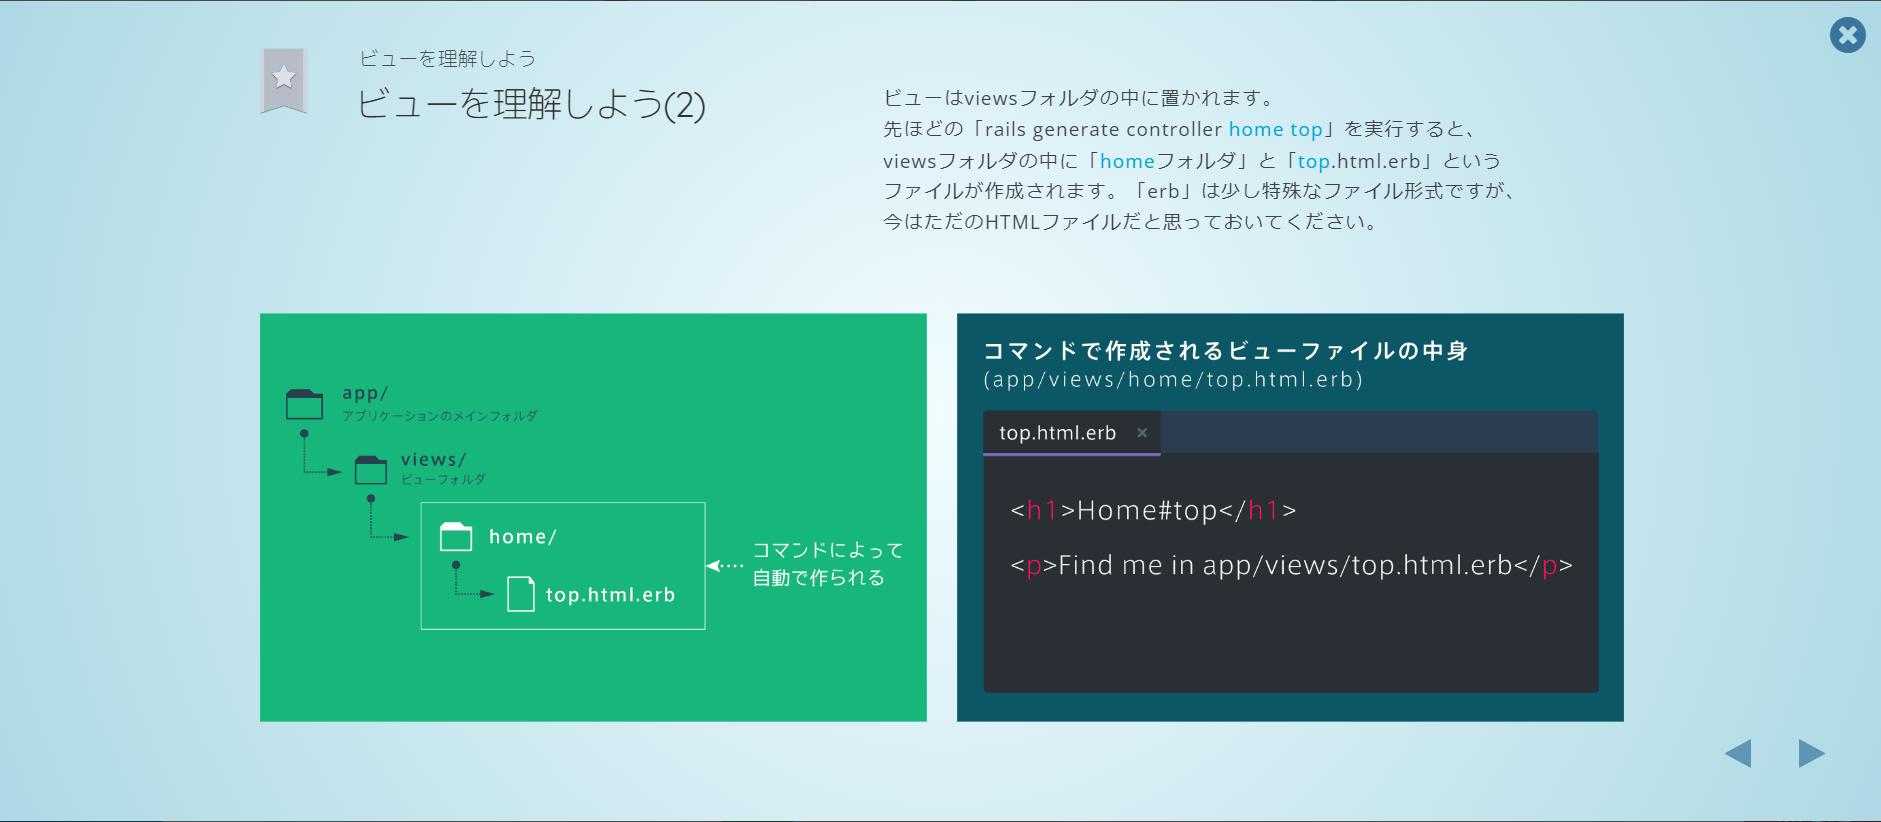 ビューを理解しよう
ビューを理解しよう(2)
ビューはviewsフォルダの中に置かれます。
先ほどの「rails generate controller home top」を実行すると、
viewsフォルダの中に「homeフォルダ」と「top.html.erb」という
ファイルが作成されます。「erb」は少し特殊なファイル形式ですが、
今はただのHTMLファイルだと思っておいてください。
app/
アプリケーションのメインフォルダ
views/
ビューフォルダ
home/
top.html.erb
コマンドによって
自動で作られる
コマンドで作成されるビューファイルの中身
(app/views/home/top.html.erb)
top.html.erb ×
<h1>Home#top</h1>
<p>Find me in app/views/top.html.erb</p>